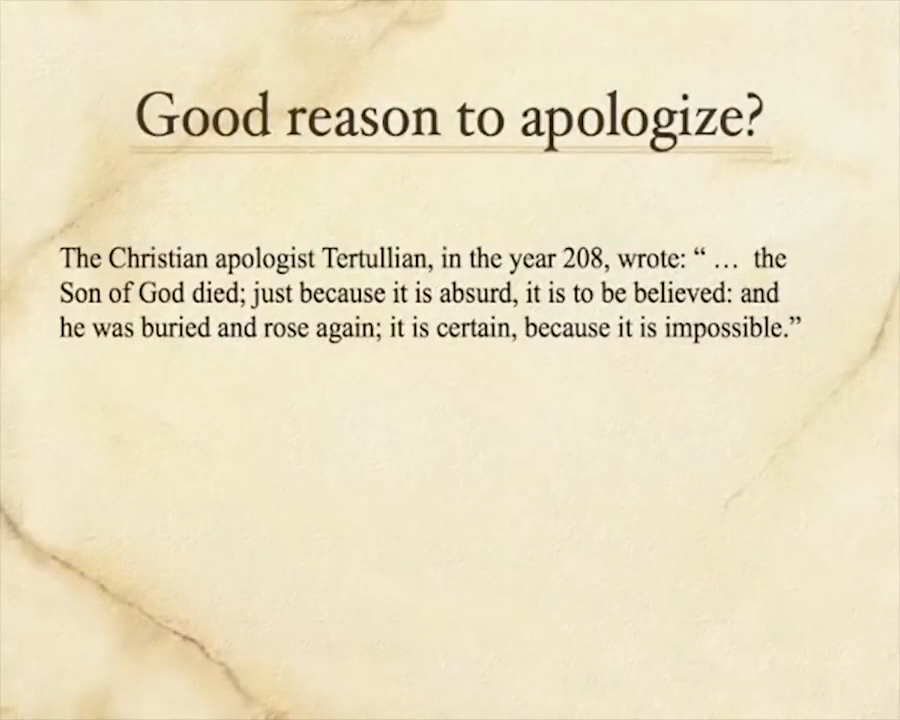 Good reason to apologize?
The Christian apologist Tertullian, in the year 208, wrote: “ … the
Son of God died; just because it is absurd, it is to be believed: and
he was buried and rose again; it is certain, because it is impossible.”